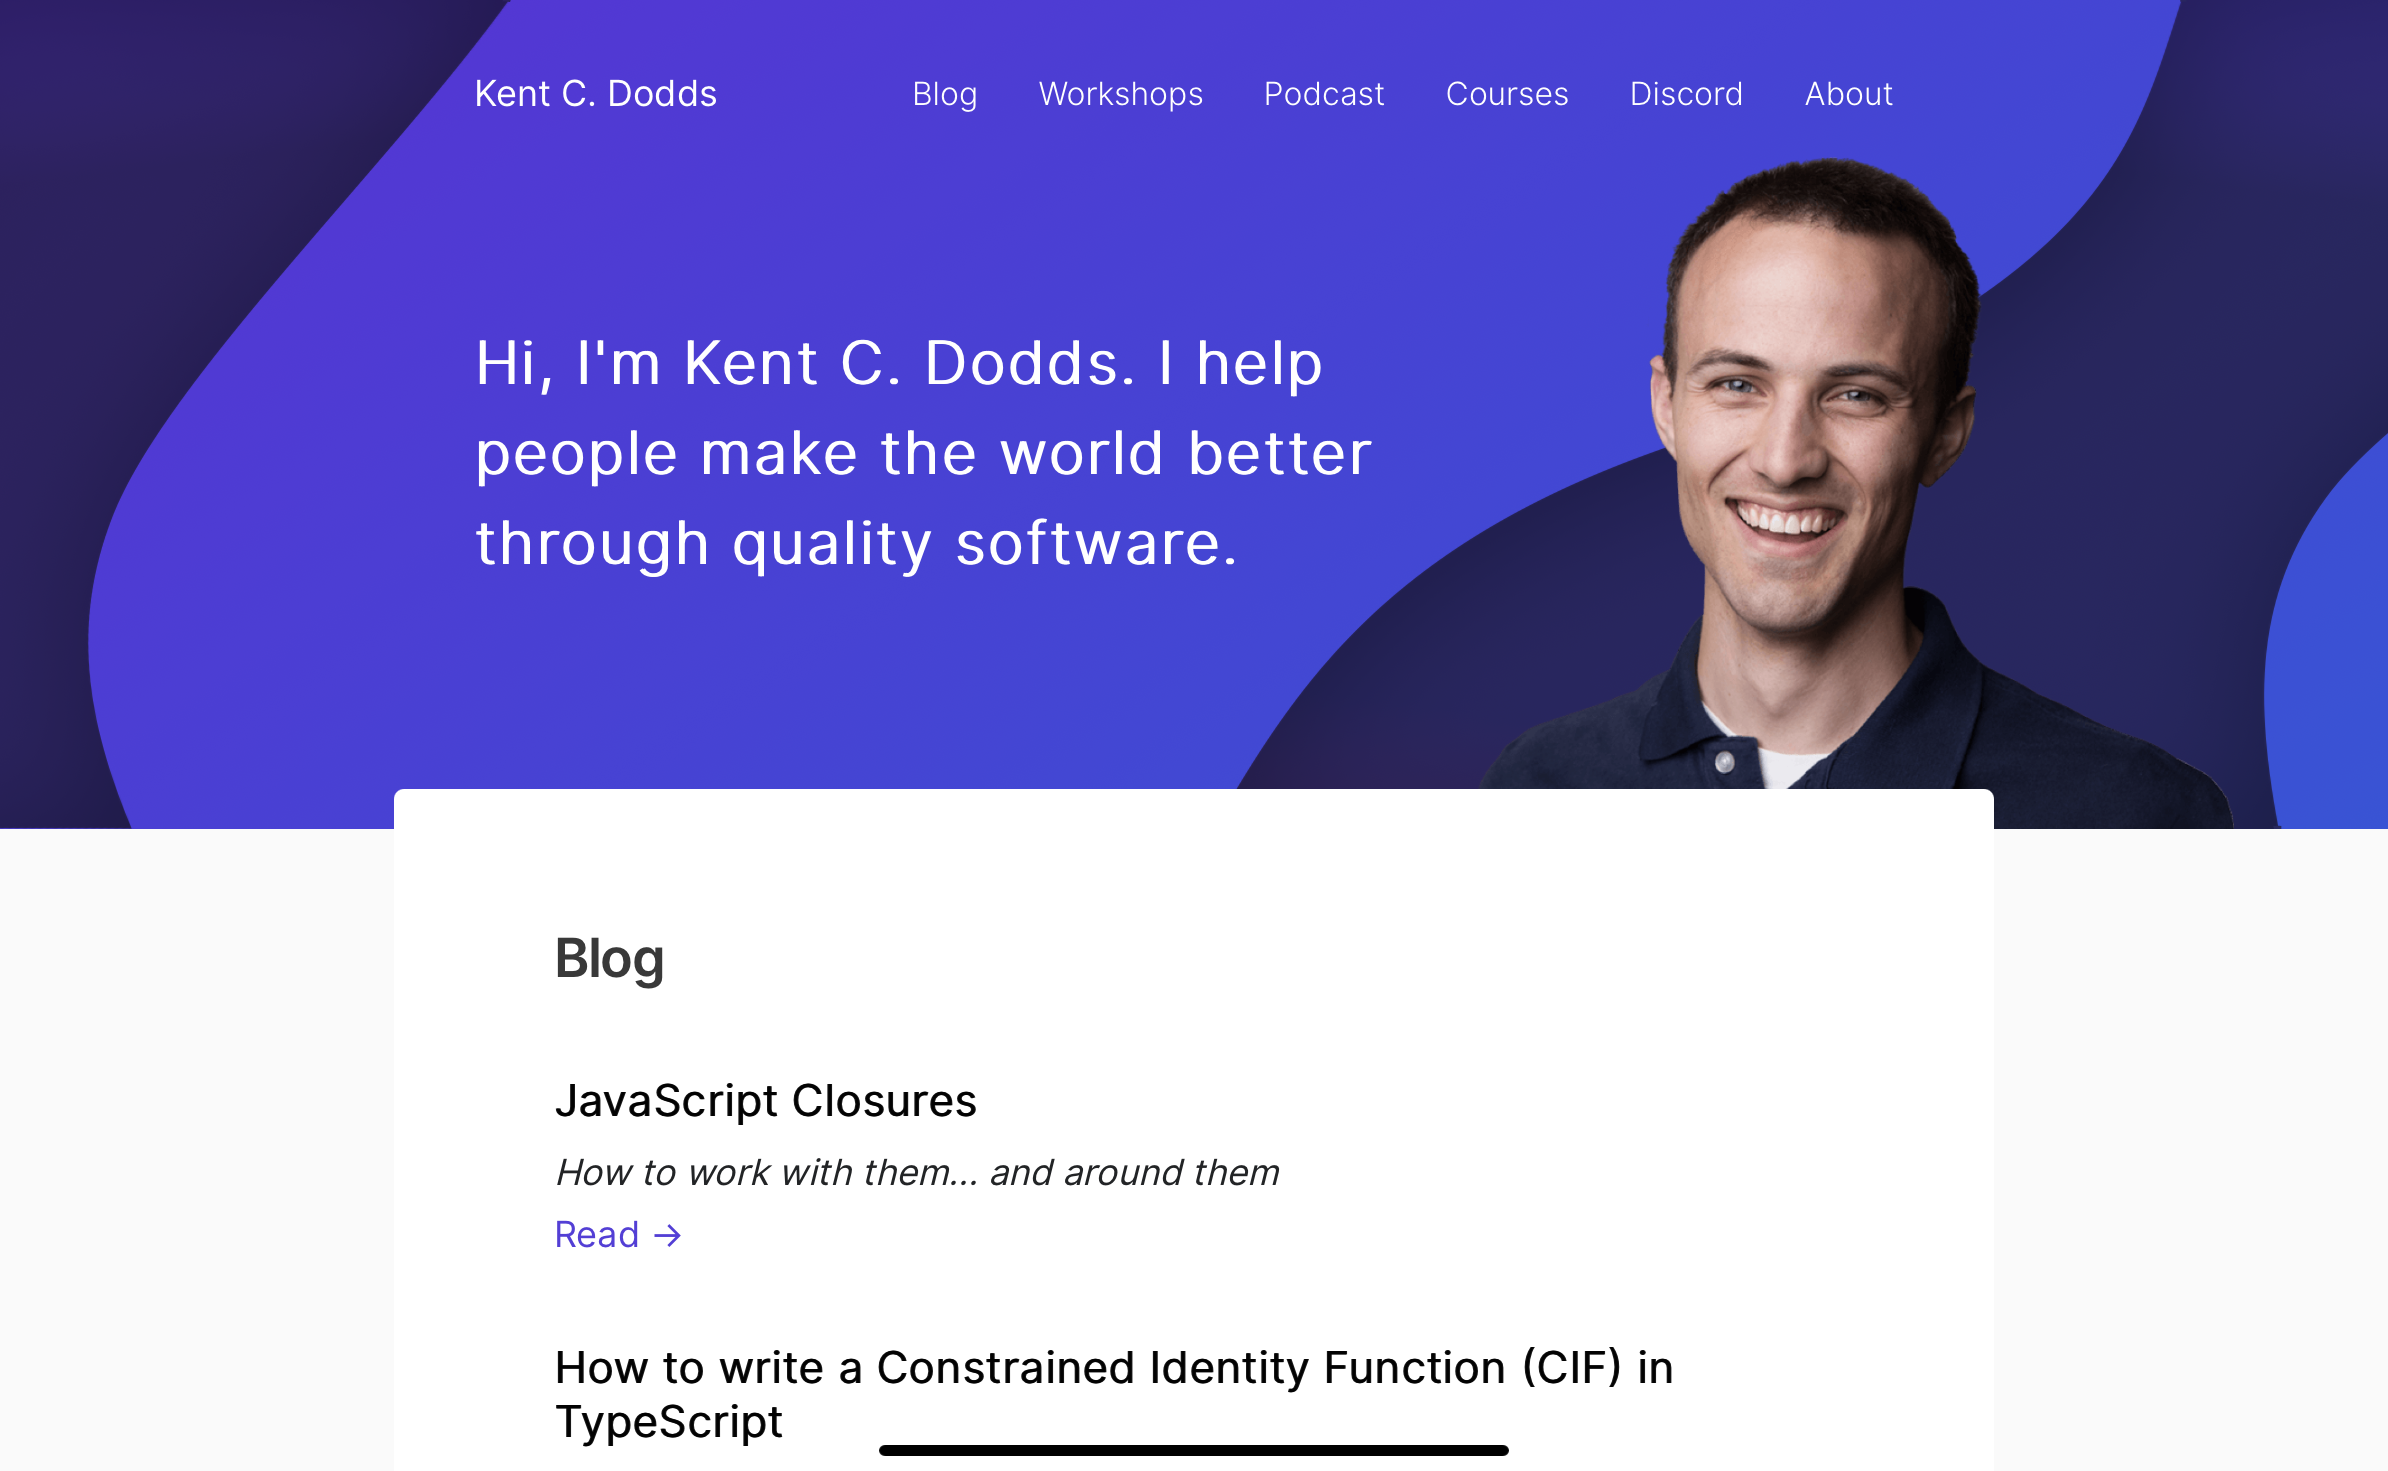 Kent C. Dodds
Blog Workshops Podcast Courses Discord About
Hi, I'm Kent C. Dodds. I help
people make the world better
through quality software.
Blog
JavaScript Closures
How to work with them... and around them
Read →
How to write a Constrained Identity Function (CIF) in
TypeScript